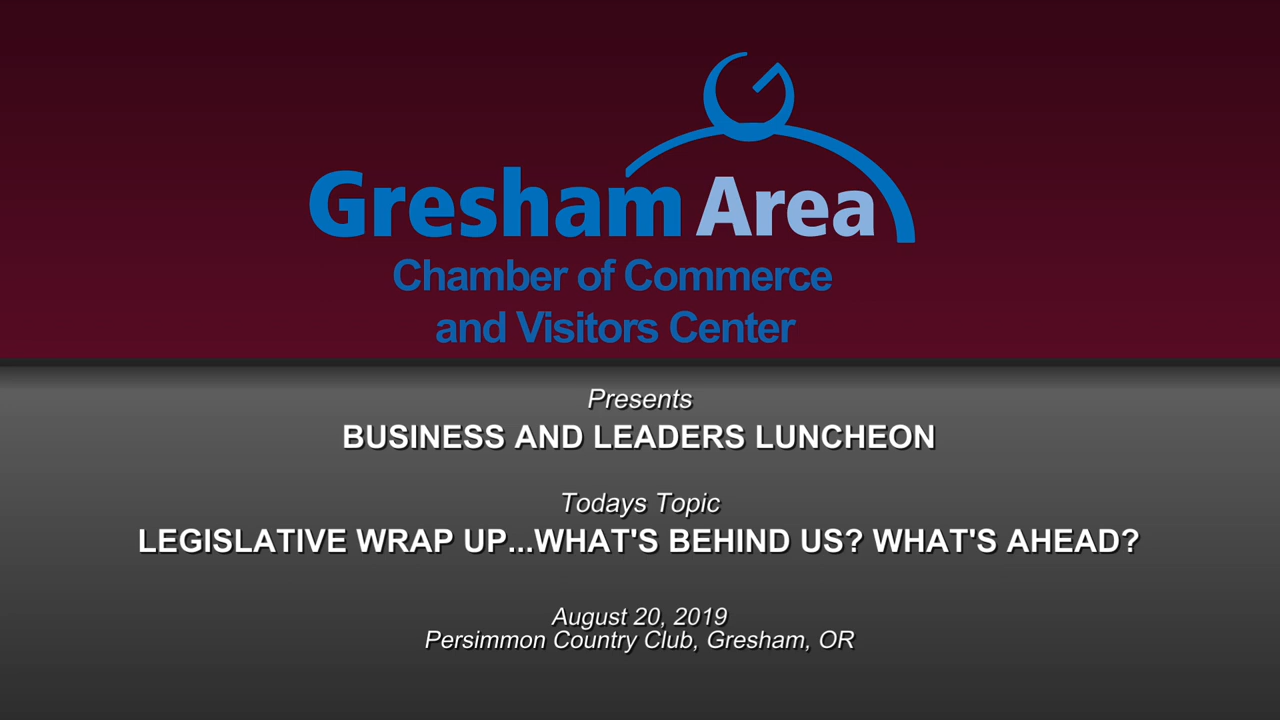 Gresham Area
Chamber of Commerce
and Visitors Center
Presents
BUSINESS AND LEADERS LUNCHEON
Todays Topic
LEGISLATIVE WRAP UP...WHAT'S BEHIND US? WHAT'S AHEAD?
August 20, 2019
Persimmon Country Club, Gresham, OR